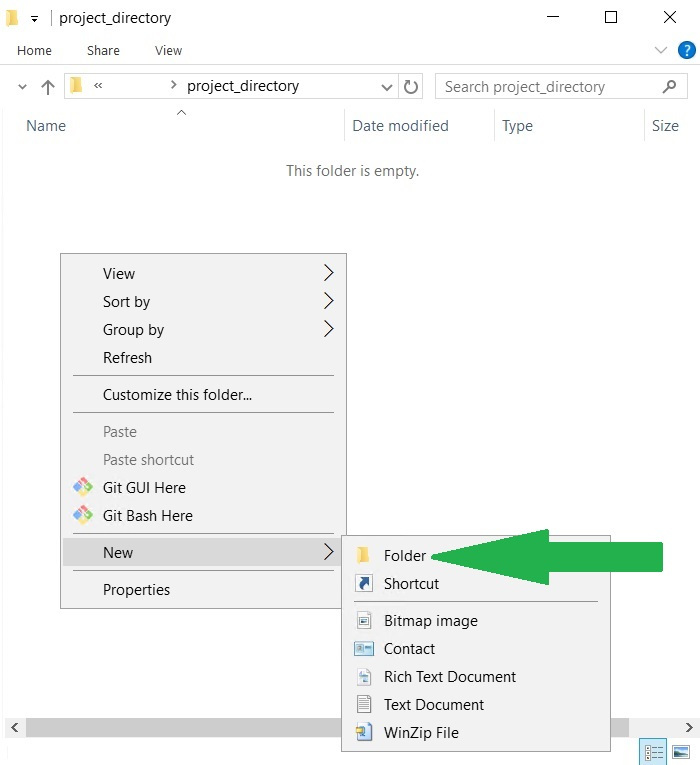 project_directory
Home Share View
?
« project_directory
Search project_directory
Name Date modified Type Size
This folder is empty.
View
Sort by
Group by
Refresh
Customize this folder...
Paste
Paste shortcut
Git GUI Here
Git Bash Here
New
Properties
Folder
Shortcut
Bitmap image
Contact
Rich Text Document
Text Document
WinZip File